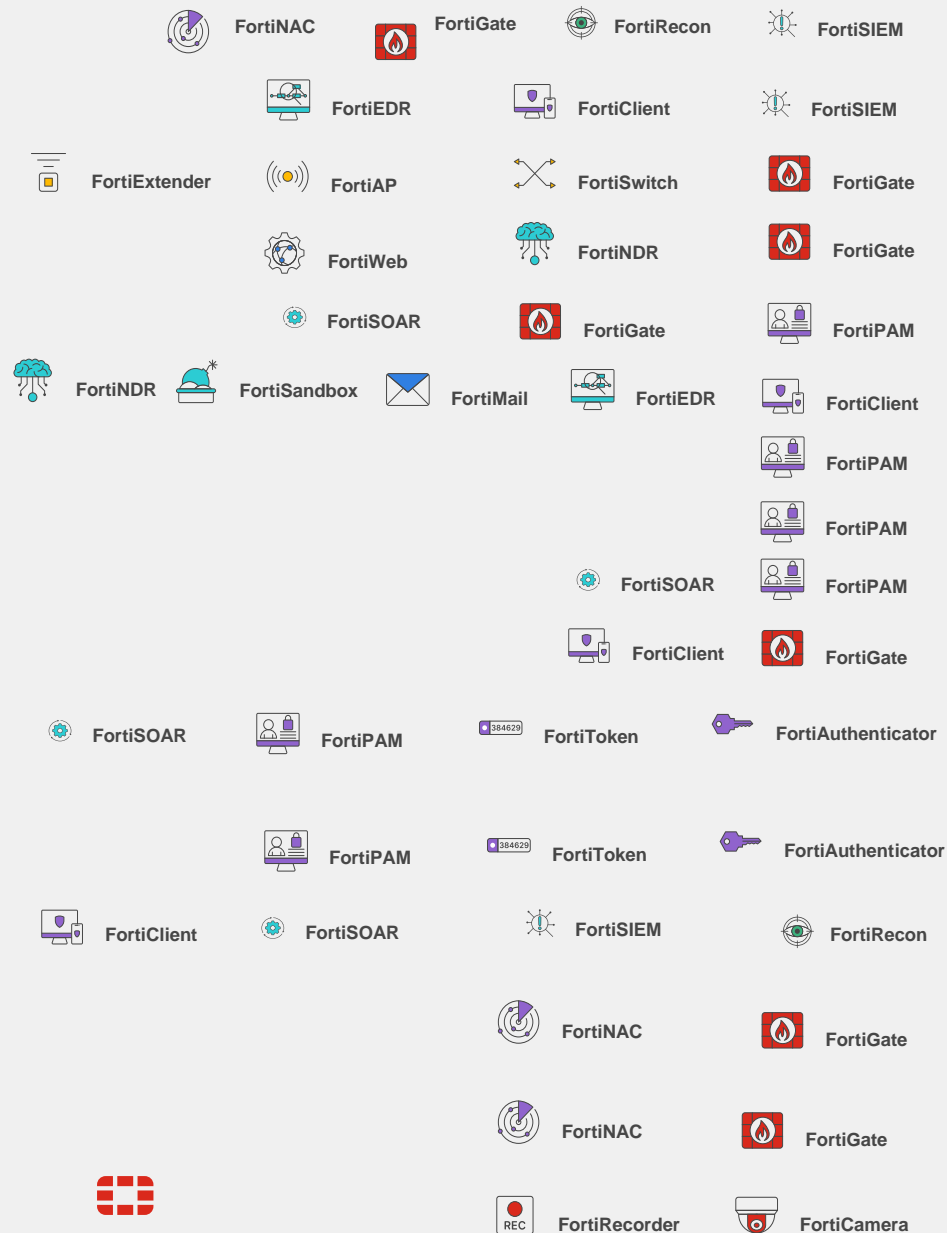 FortiNAC FortiGate FortiRecon FortiSIEM
FortiEDR FortiClient FortiSIEM
FortiExtender FortiAP FortiSwitch FortiGate
FortiWeb FortiNDR FortiGate
FortiSOAR FortiGate FortiPAM
FortiNDR FortiSandbox FortiMail FortiEDR FortiClient
FortiPAM
FortiPAM
FortiSOAR FortiPAM
FortiClient FortiGate
FortiSOAR FortiPAM 384629 FortiToken FortiAuthenticator
FortiPAM 384629 FortiToken FortiAuthenticator
FortiClient FortiSOAR FortiSIEM FortiRecon
FortiNAC FortiGate
FortiNAC FortiGate
REC FortiRecorder FortiCamera